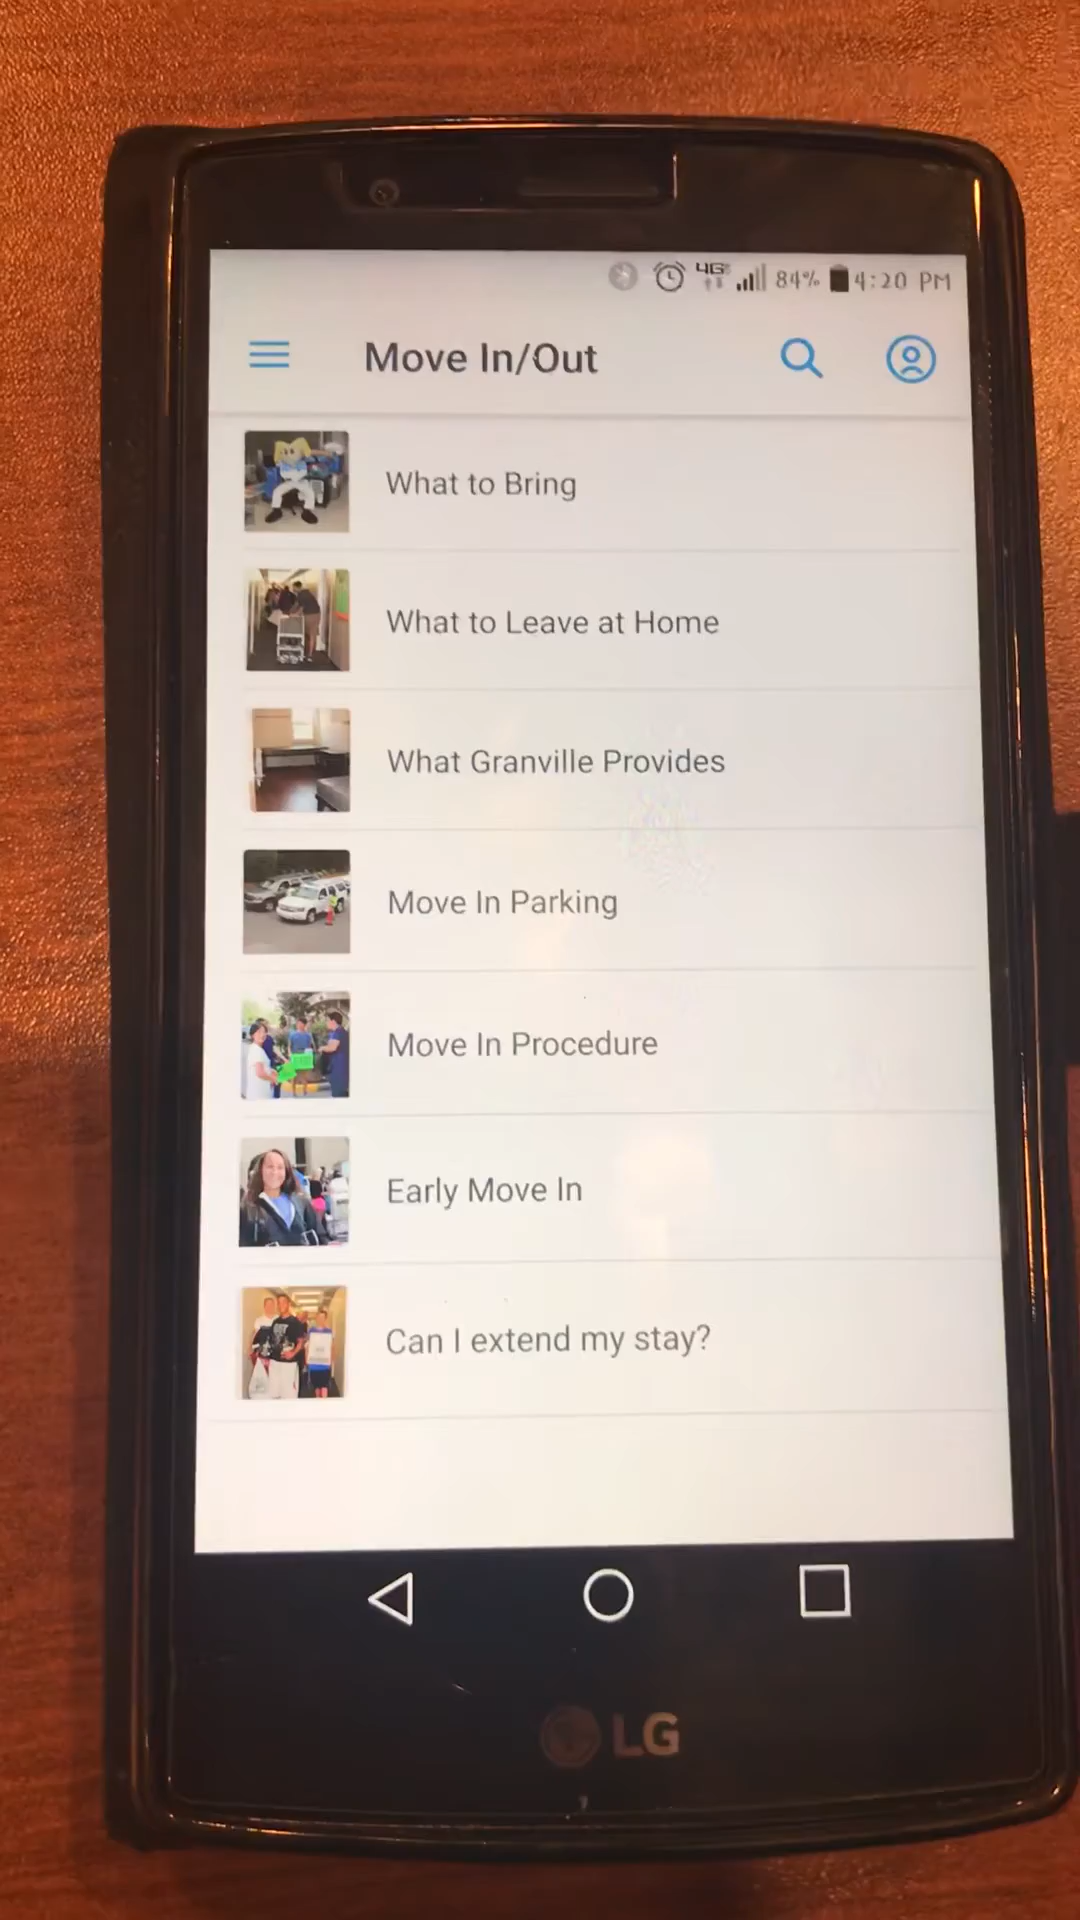 4G 84% 4:20 PM
Move In/Out
What to Bring
What to Leave at Home
What Granville Provides
Move In Parking
Move In Procedure
Early Move In
Can I extend my stay?
LG